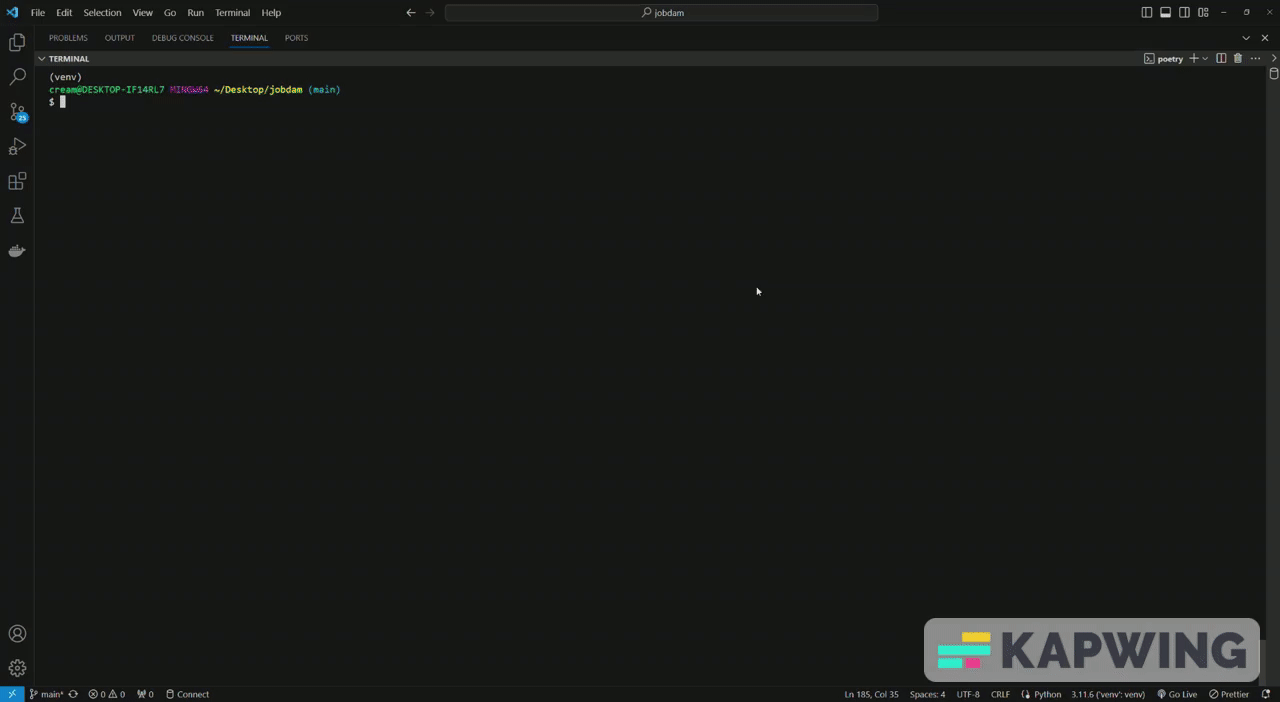 File Edit Selection View Go Run Terminal Help
jobdam
PROBLEMS OUTPUT DEBUG CONSOLE TERMINAL PORTS
TERMINAL
poetry
(venv)
cream@DESKTOP-IF14RL7 MINGW64 ~/Desktop/jobdam (main)
$
25
KAPWING
main* 0 0 0 Connect
Ln 185, Col 35 Spaces: 4 UTF-8 CRLF Python 3.11.6 ('venv': venv) Go Live Prettier